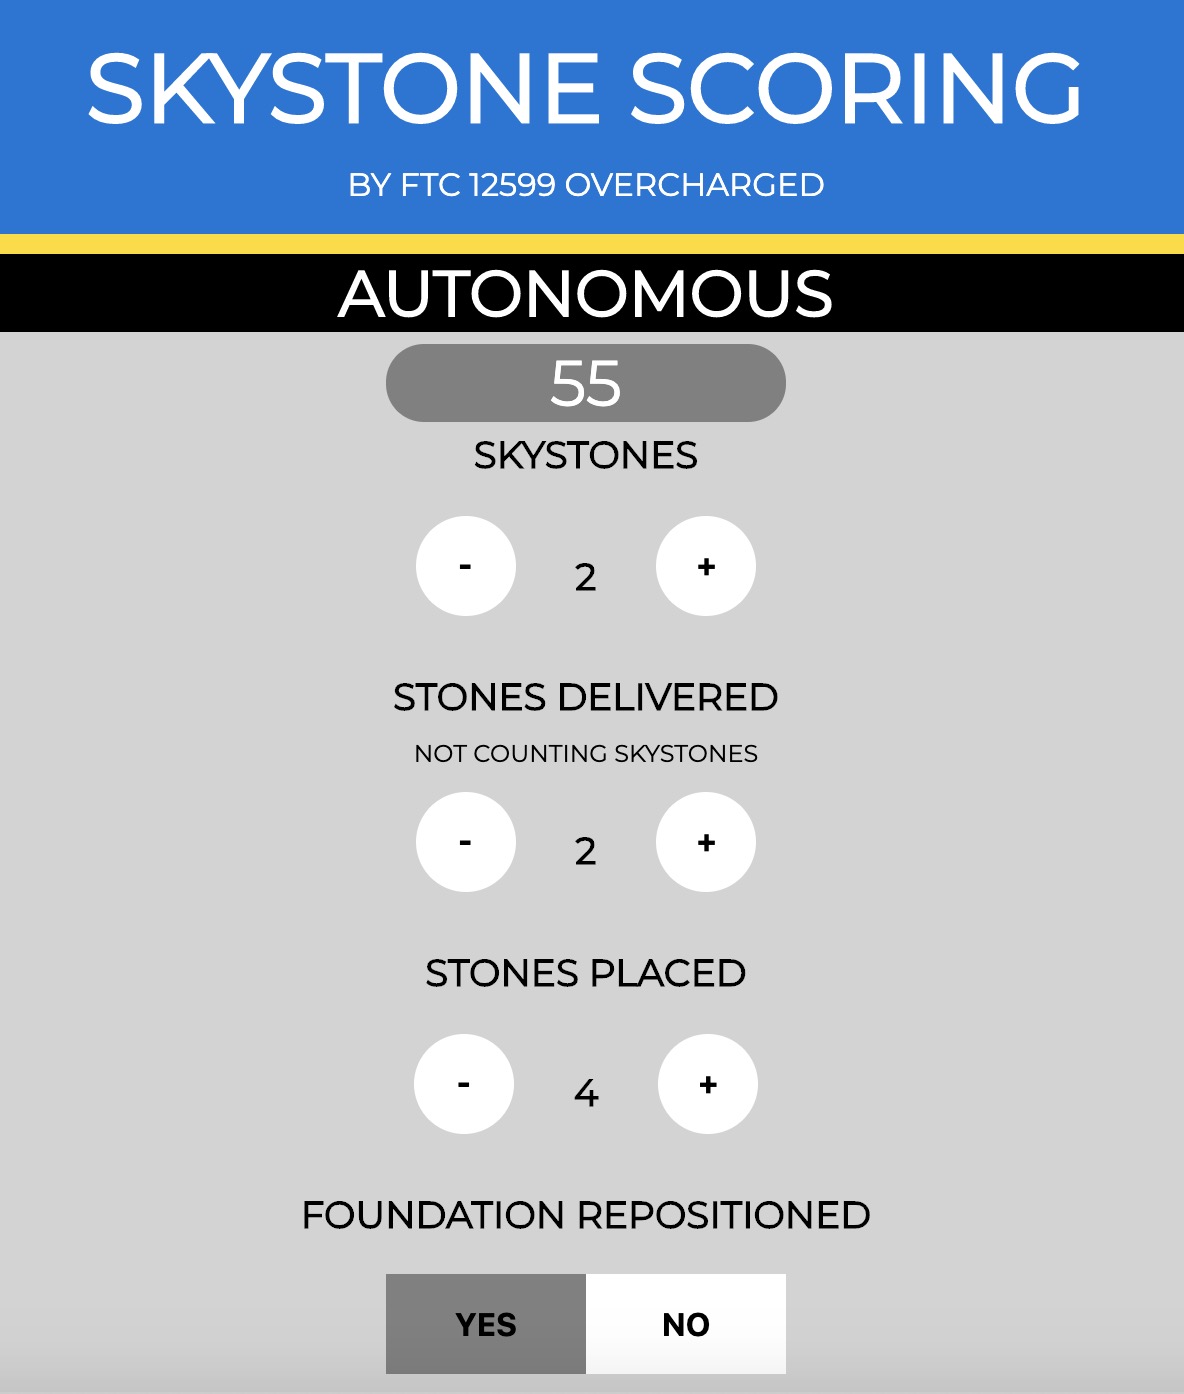 SKYSTONE SCORING
BY FTC 12599 OVERCHARGED
AUTONOMOUS
55
SKYSTONES
- 2 +
STONES DELIVERED
NOT COUNTING SKYSTONES
- 2 +
STONES PLACED
- 4 +
FOUNDATION REPOSITIONED
YES NO